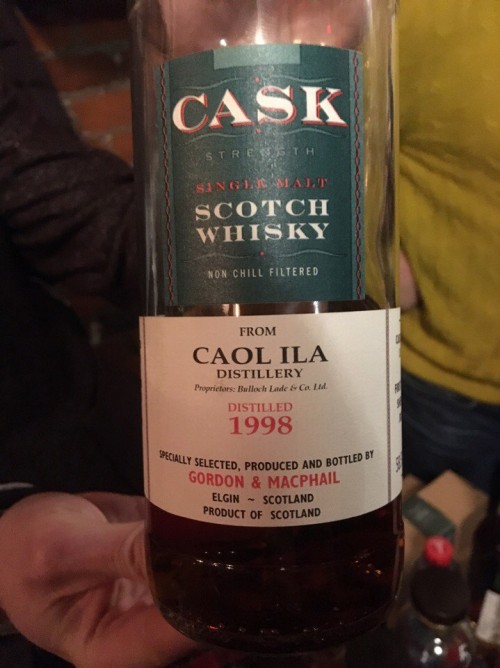 CASK
STRENGTH
SINGLE MALT
SCOTCH
WHISKY
NON CHILL FILTERED
FROM
CAOL ILA
DISTILLERY
Proprietors: Bulloch Lade & Co. Ltd.
DISTILLED
1998
SPECIALLY SELECTED, PRODUCED AND BOTTLED BY
GORDON & MACPHAIL
ELGIN ~ SCOTLAND
PRODUCT OF SCOTLAND